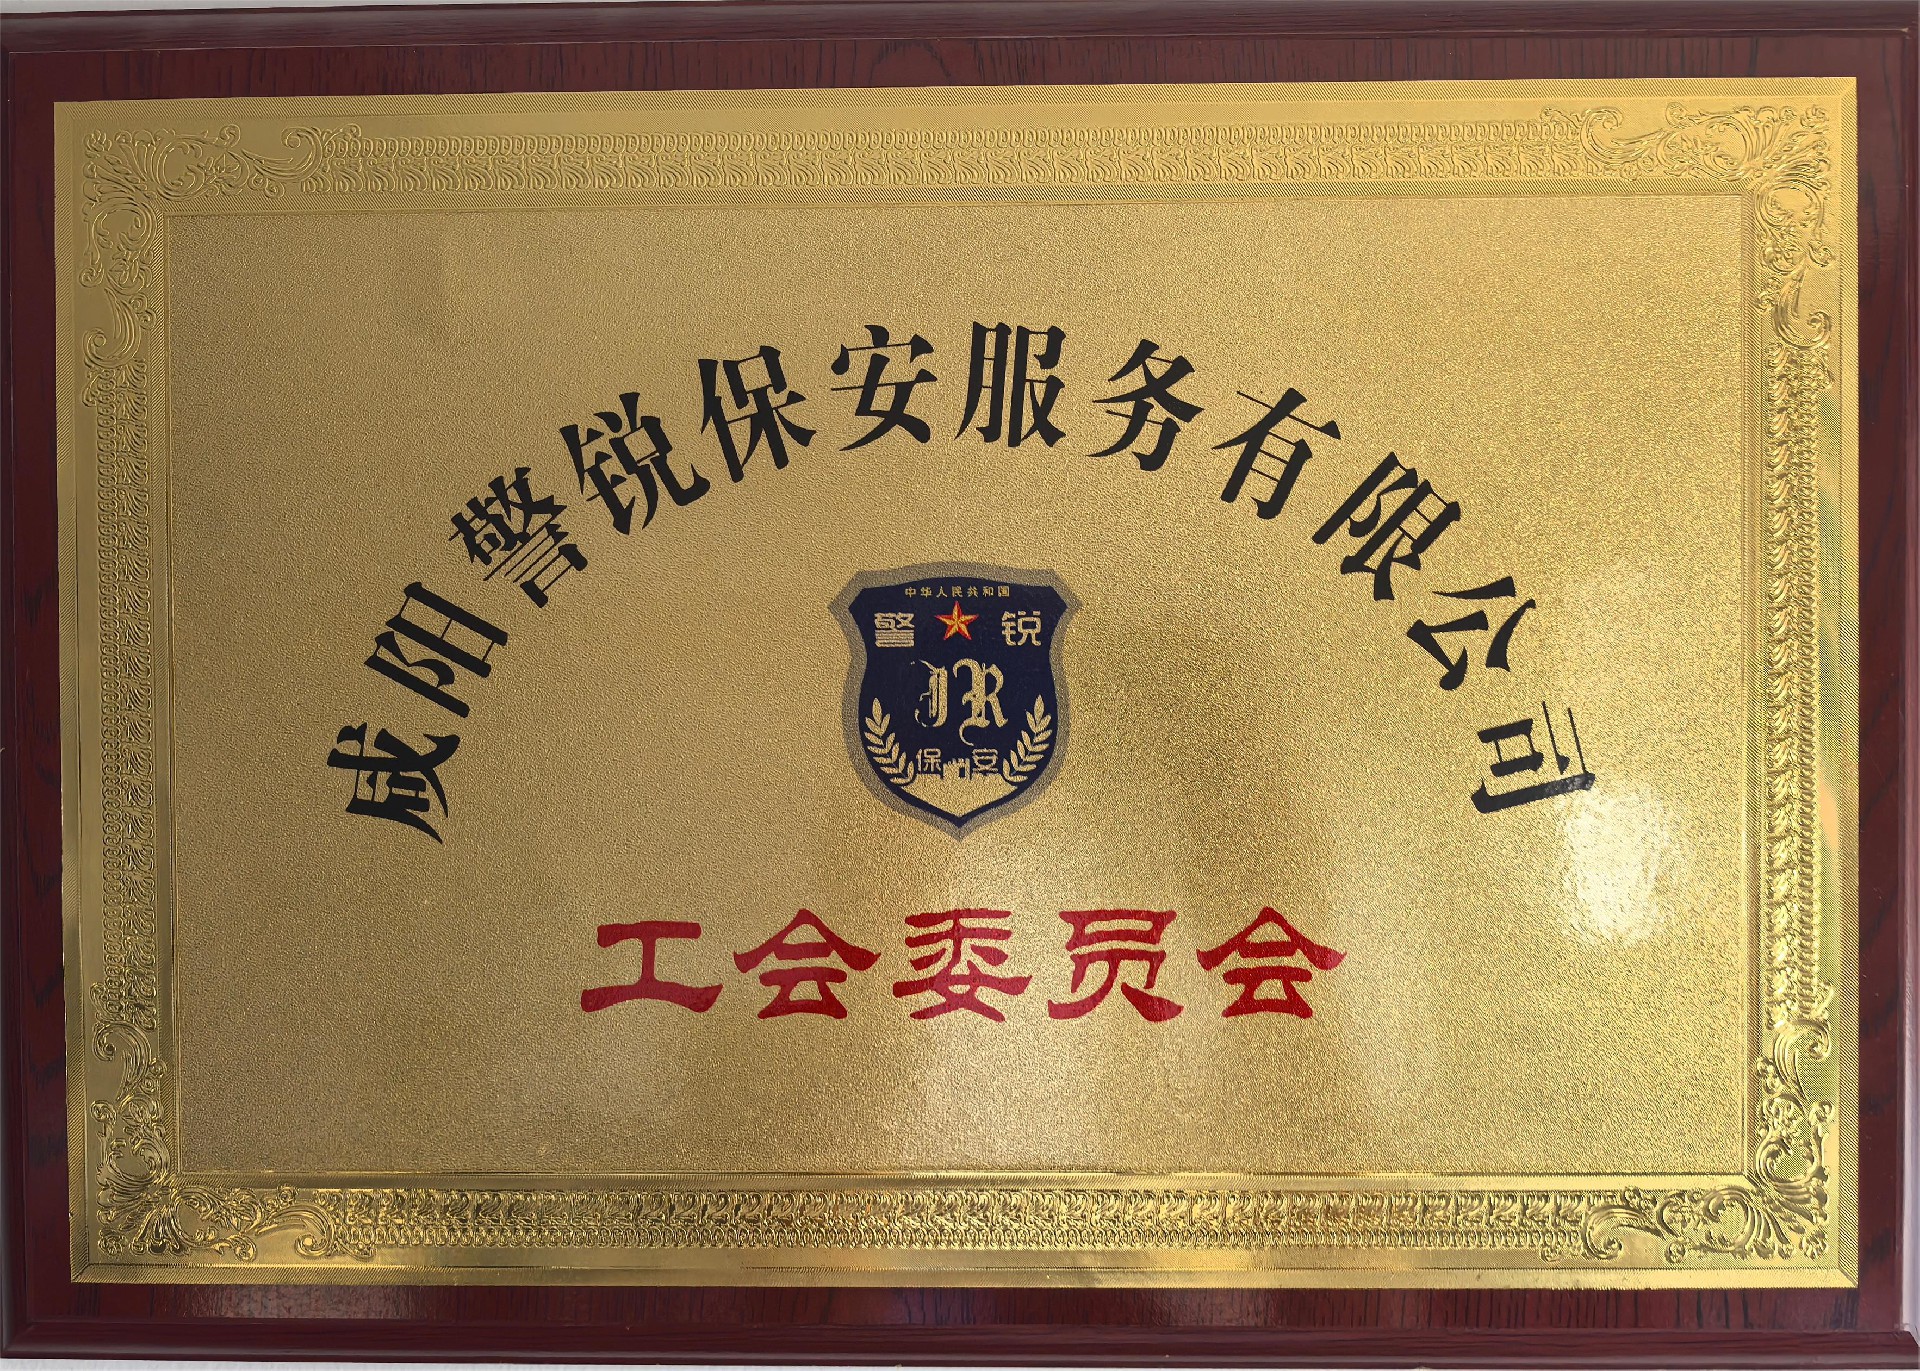 咸阳警锐保安服务有限公司
中华人民共和国
警 锐
JR
保 安
工会委员会